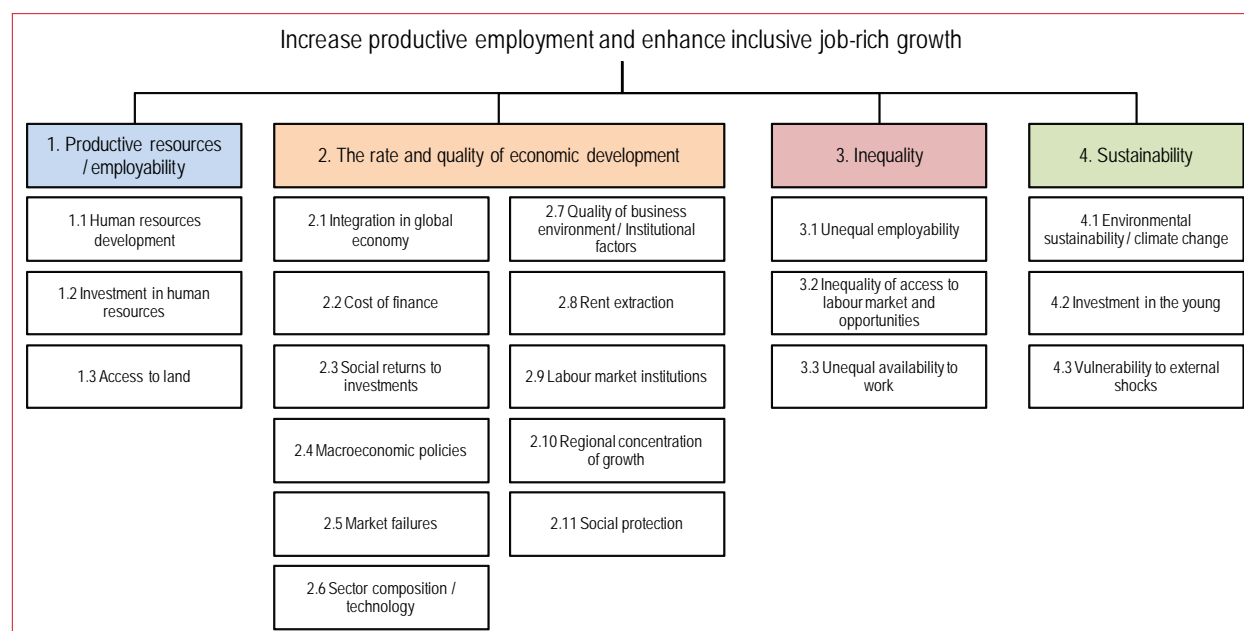 Increase productive employment and enhance inclusive job-rich growth
1. Productive resources
/ employability
1.1 Human resources
development
1.2 Investment in human
resources
1.3 Access to land
2. The rate and quality of economic development
2.1 Integration in global
economy
2.2 Cost of finance
2.3 Social returns to
investments
2.4 Macroeconomic policies
2.5 Market failures
2.6 Sector composition /
technology
2.7 Quality of business
environment / Institutional
factors
2.8 Rent extraction
2.9 Labour market institutions
2.10 Regional concentration
of growth
2.11 Social protection
3. Inequality
3.1 Unequal employability
3.2 Inequality of access to
labour market and
opportunities
3.3 Unequal availability to
work
4. Sustainability
4.1 Environmental
sustainability / climate change
4.2 Investment in the young
4.3 Vulnerability to external
shocks